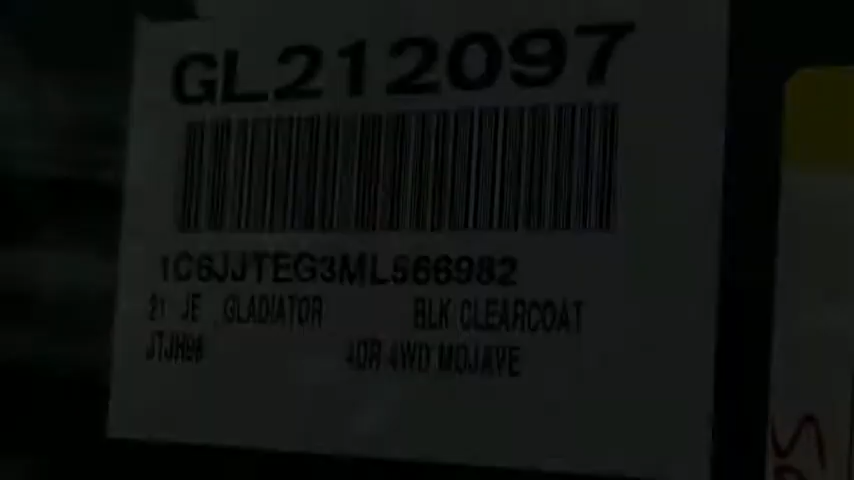 GL212097
1C6JJTEG3ML566982
21 JE GLADIATOR BLK CLEARCOAT
JTJH98 4DR 4WD MOJAVE